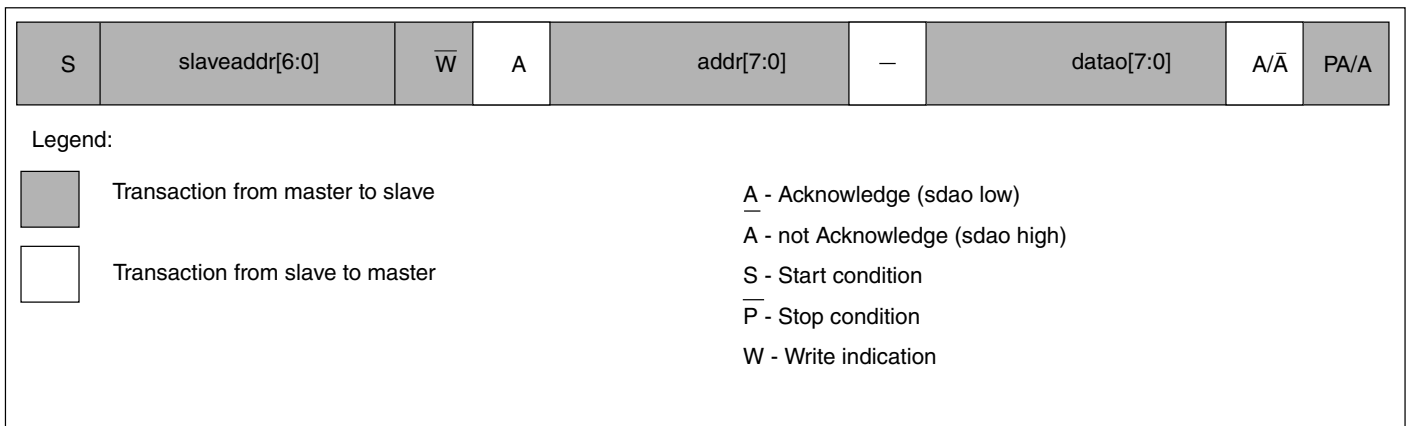 S slaveaddr[6:0] W̅ A addr[7:0] — datao[7:0] A/A̅ PA/A
Legend:
Transaction from master to slave
Transaction from slave to master
A - Acknowledge (sdao low)
A̅ - not Acknowledge (sdao high)
S - Start condition
P̅ - Stop condition
W - Write indication